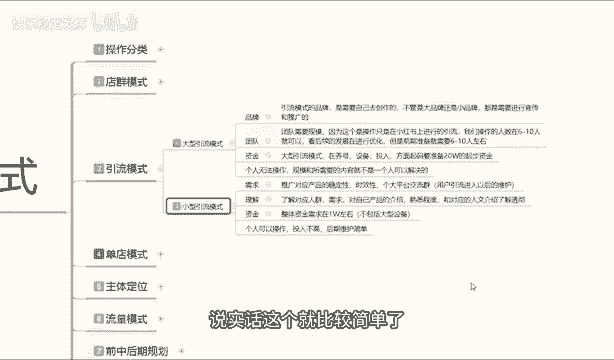 式
1 操作分类
2 店群模式
3 引流模式
1 大型引流模式
品牌
引流模式的品牌，是需要自己去创作的，不管是大品牌还是小品牌，都是需要进行宣传
和推广的
团队
团队需要规模，因为这个是操作只是在小红书上进行的引流，我们操作的人数在6-10人
就可以，看后续的发展在进行优化，但是前期准备就需要6-10人左右
资金
大型引流模式，在养号，设备，投入，方面起码要准备20W的起步资金
个人无法操作，规模和所需要的内容就不是一个人可以解决的
2 小型引流模式
需求
推广对应产品的稳定性，时效性，个大平台交流群（用户引流进入以后的维护）
理解
了解对应人群，需求，对自己产品的介绍，熟悉程度，和对应的人文介绍了解透彻
资金
整体资金需求在1W左右（不包括大型设备）
个人可以操作，投入不高，后期维护简单
4 单店模式
5 主体定位
6 流量模式
7 前中后期规划
说实话这个就比较简单了